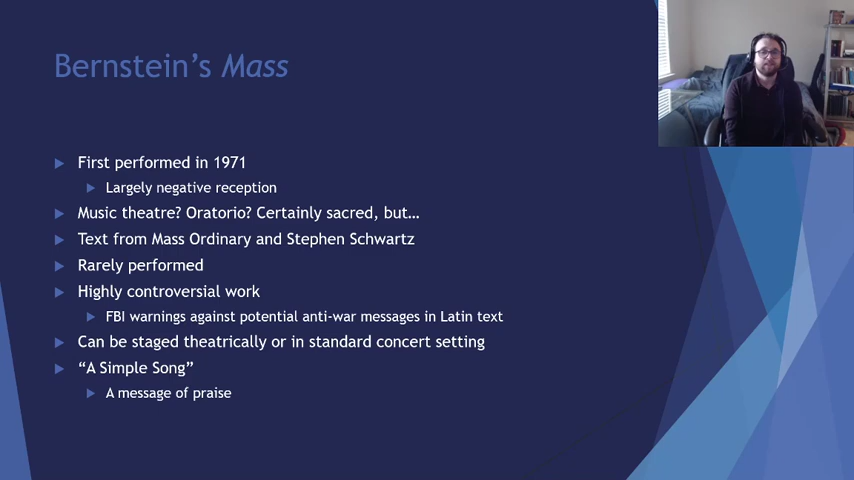 Bernstein's Mass
First performed in 1971
Largely negative reception
Music theatre? Oratorio? Certainly sacred, but…
Text from Mass Ordinary and Stephen Schwartz
Rarely performed
Highly controversial work
FBI warnings against potential anti-war messages in Latin text
Can be staged theatrically or in standard concert setting
“A Simple Song”
A message of praise